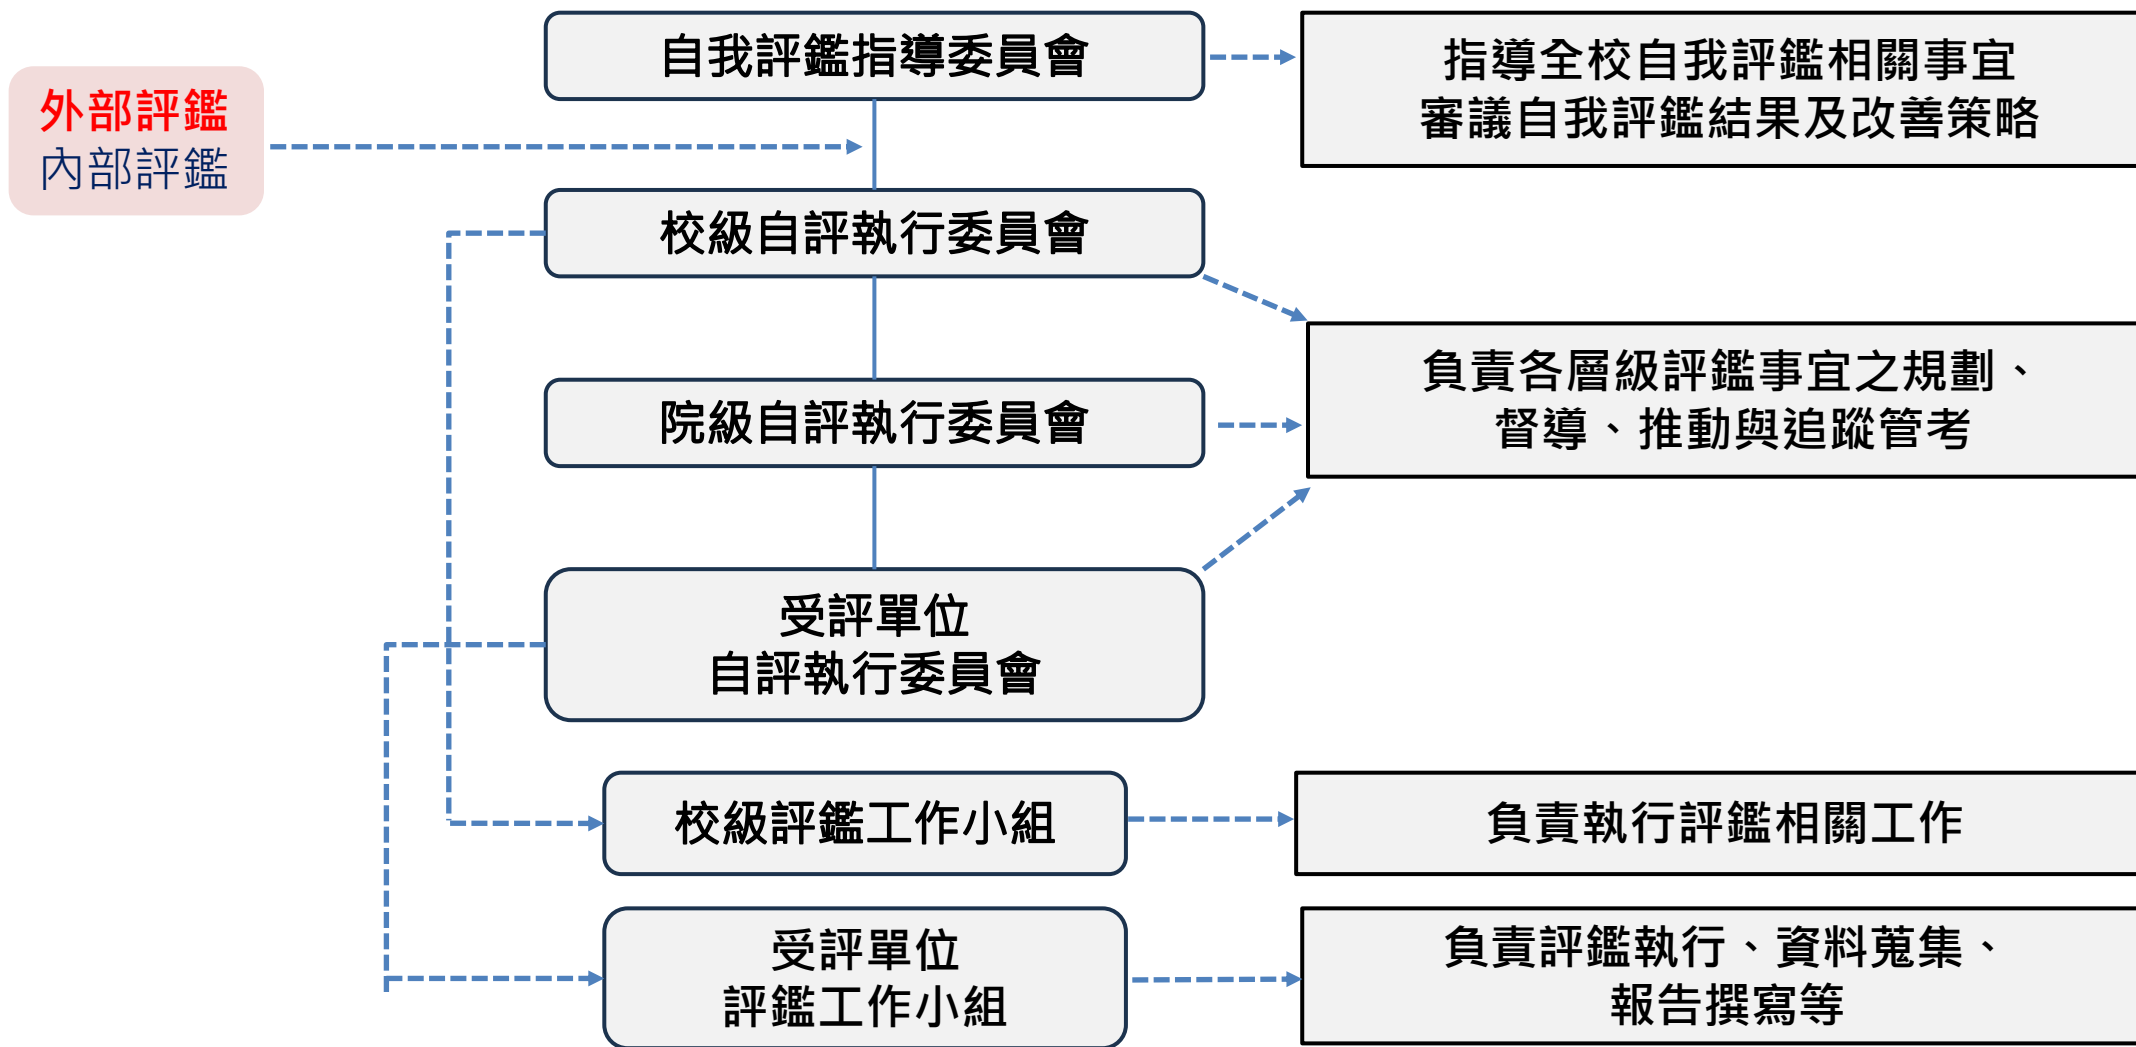 自我評鑑指導委員會
指導全校自我評鑑相關事宜
審議自我評鑑結果及改善策略
外部評鑑
內部評鑑
校級自評執行委員會
院級自評執行委員會
負責各層級評鑑事宜之規劃、
督導、推動與追蹤管考
受評單位
自評執行委員會
校級評鑑工作小組
負責執行評鑑相關工作
受評單位
評鑑工作小組
負責評鑑執行、資料蒐集、
報告撰寫等